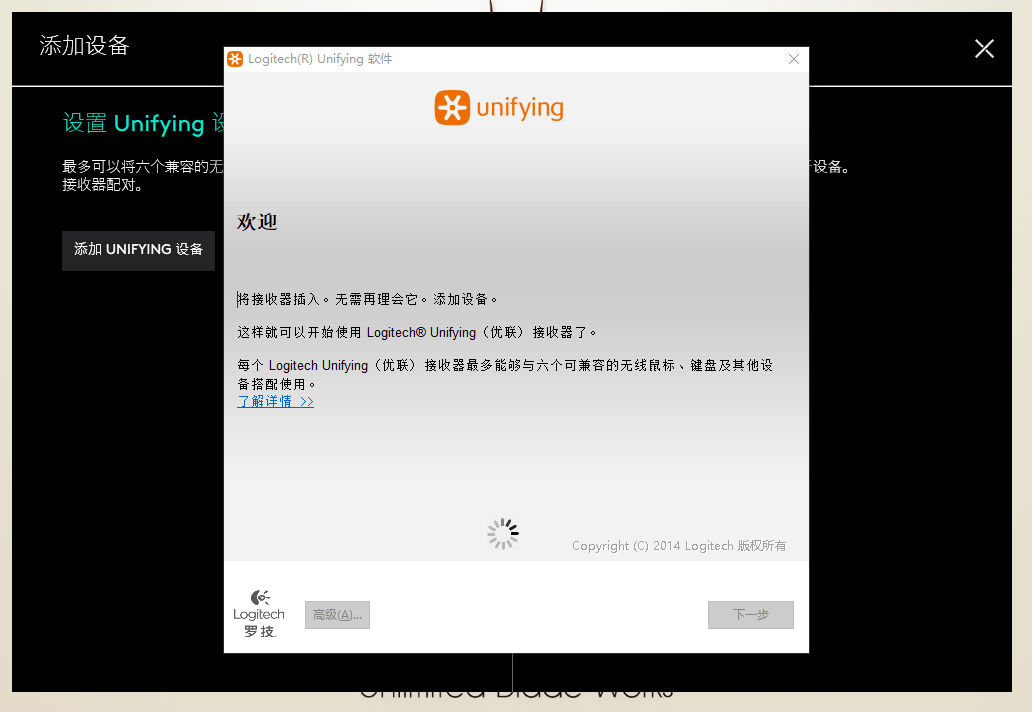 添加设备
Logitech(R) Unifying 软件
unifying
设置 Unifying
最多可以将六个兼容的无
设备。
接收器配对。
欢迎
添加 UNIFYING 设备
将接收器插入。无需再理会它。添加设备。
这样就可以开始使用 Logitech® Unifying（优联）接收器了。
每个 Logitech Unifying（优联）接收器最多能够与六个可兼容的无线鼠标、键盘及其他设
备搭配使用。
了解详情 >>
Copyright (C) 2014 Logitech 版权所有
Logitech
罗技
高级(A)...
下一步
Unlimited Blade Works